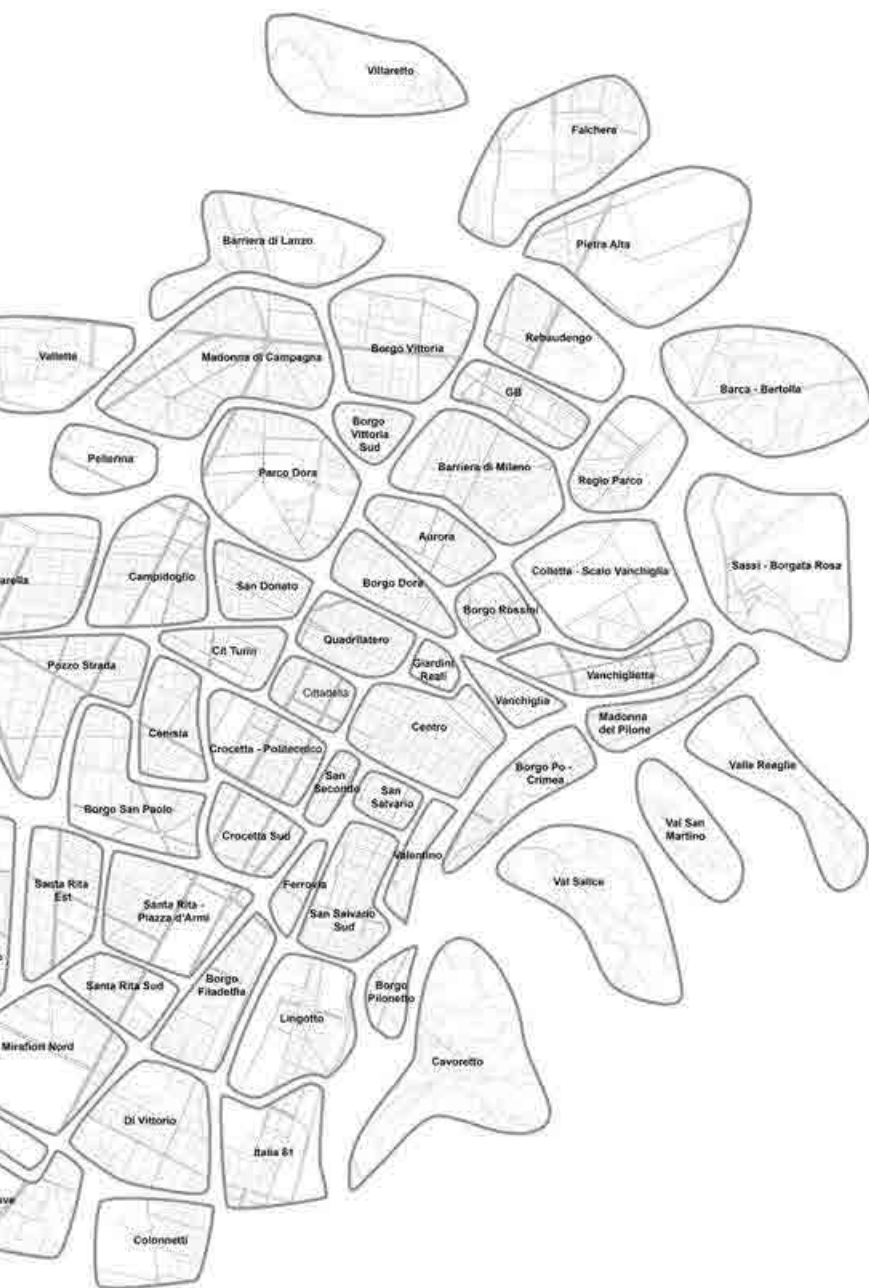 Villaretto
Falchera
Barriera di Lanzo
Pietra Alta
Vallette
Madonna di Campagna
Borgo Vittoria
Rebaudengo
GB
Barca - Bertolla
Borgo
Vittoria
Sud
Pellerina
Parco Dora
Barriera di Milano
Regio Parco
Aurora
arella
Campidoglio
San Donato
Borgo Dora
Colletta - Scalo Vanchiglia
Sassi - Borgata Rosa
Borgo Rossini
Quadrilatero
Cit Turin
Pozzo Strada
Giardini
Reali
Vanchiglietta
Cittadella
Vanchiglia
Madonna
del Pilone
Centro
Cenisia
Crocetta - Politecnico
Borgo Po -
Crimea
Valle Reaglie
San
Secondo
San
Salvario
Borgo San Paolo
Val San
Martino
Crocetta Sud
Valentino
Santa Rita
Est
Ferrovia
Val Salice
Santa Rita -
Piazza d'Armi
San Salvario
Sud
Santa Rita Sud
Borgo
Filadelfia
Borgo
Pilonetto
Lingotto
Mirafiori Nord
Cavoretto
Di Vittorio
Italia 61
Colonnetti